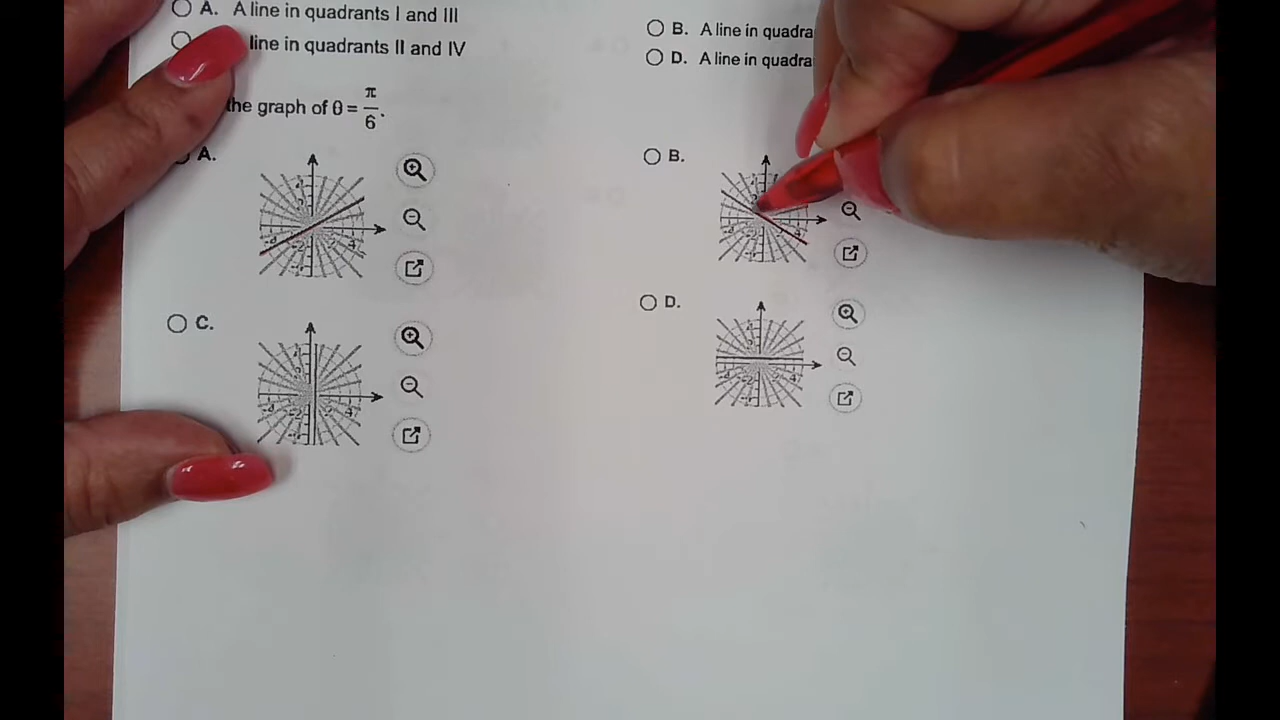 A. A line in quadrants I and III
B. A line in quadra
line in quadrants II and IV
D. A line in quadra
the graph of θ = π/6.
A.
B.
C.
D.